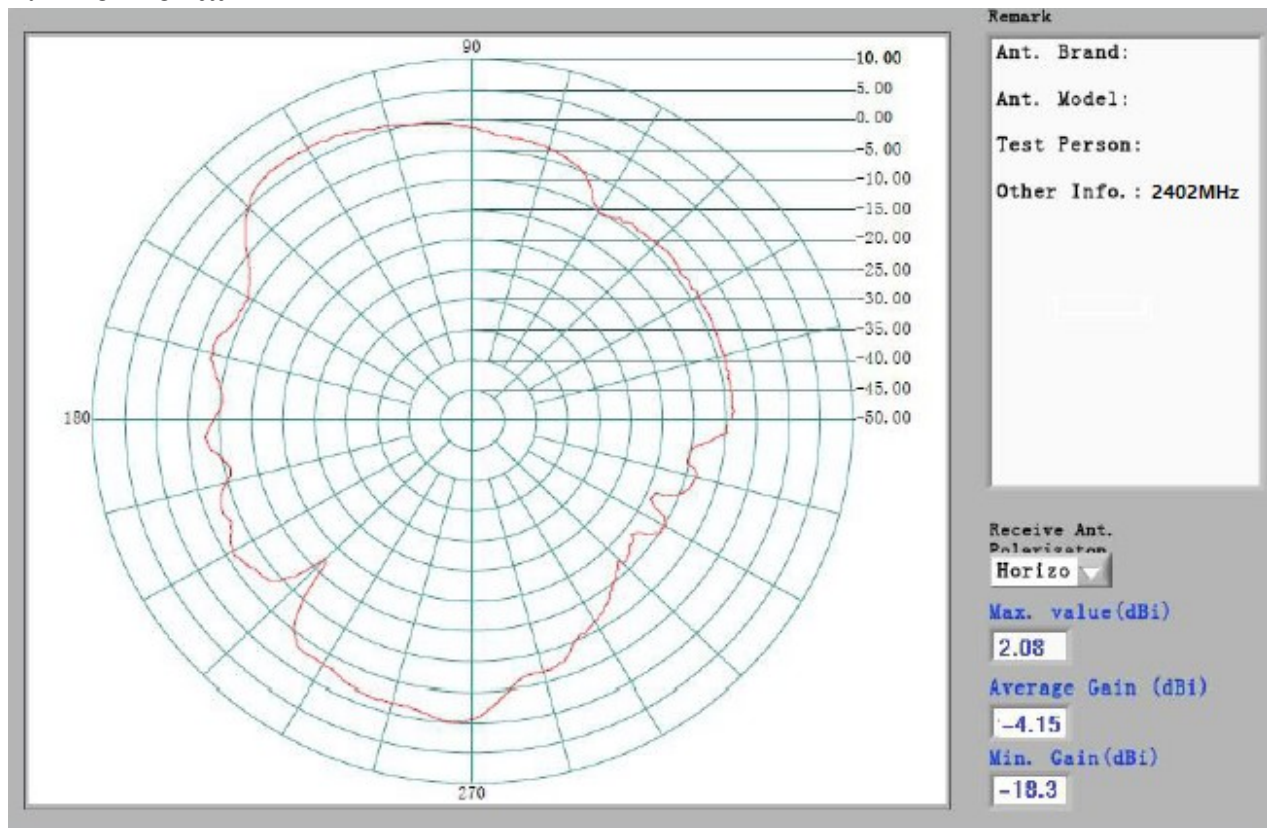 90
10.00
5.00
0.00
-5.00
-10.00
-15.00
-20.00
-25.00
-30.00
-35.00
-40.00
-45.00
-50.00
180
270
Remark
Ant. Brand:
Ant. Model:
Test Person:
Other Info.: 2402MHz
Receive Ant.
Polarizaton
Horizo
Max. value(dBi)
2.08
Average Gain (dBi)
-4.15
Min. Gain(dBi)
-18.3